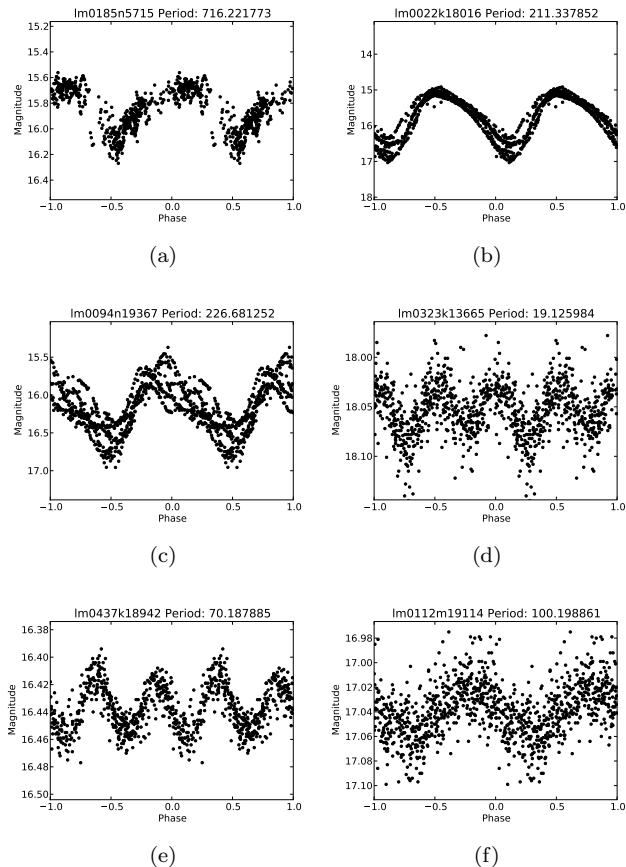 lm0185n5715 Period: 716.221773
15.2
15.4
15.6
15.8
16.0
16.2
16.4
Magnitude
−1.0 −0.5 0.0 0.5 1.0
Phase
(a)
lm0022k18016 Period: 211.337852
14
15
16
17
18
Magnitude
−1.0 −0.5 0.0 0.5 1.0
Phase
(b)
lm0094n19367 Period: 226.681252
15.5
16.0
16.5
17.0
Magnitude
−1.0 −0.5 0.0 0.5 1.0
Phase
(c)
lm0323k13665 Period: 19.125984
18.00
18.05
18.10
Magnitude
−1.0 −0.5 0.0 0.5 1.0
Phase
(d)
lm0437k18942 Period: 70.187885
16.38
16.40
16.42
16.44
16.46
16.48
16.50
Magnitude
−1.0 −0.5 0.0 0.5 1.0
Phase
(e)
lm0112m19114 Period: 100.198861
16.98
17.00
17.02
17.04
17.06
17.08
17.10
Magnitude
−1.0 −0.5 0.0 0.5 1.0
Phase
(f)